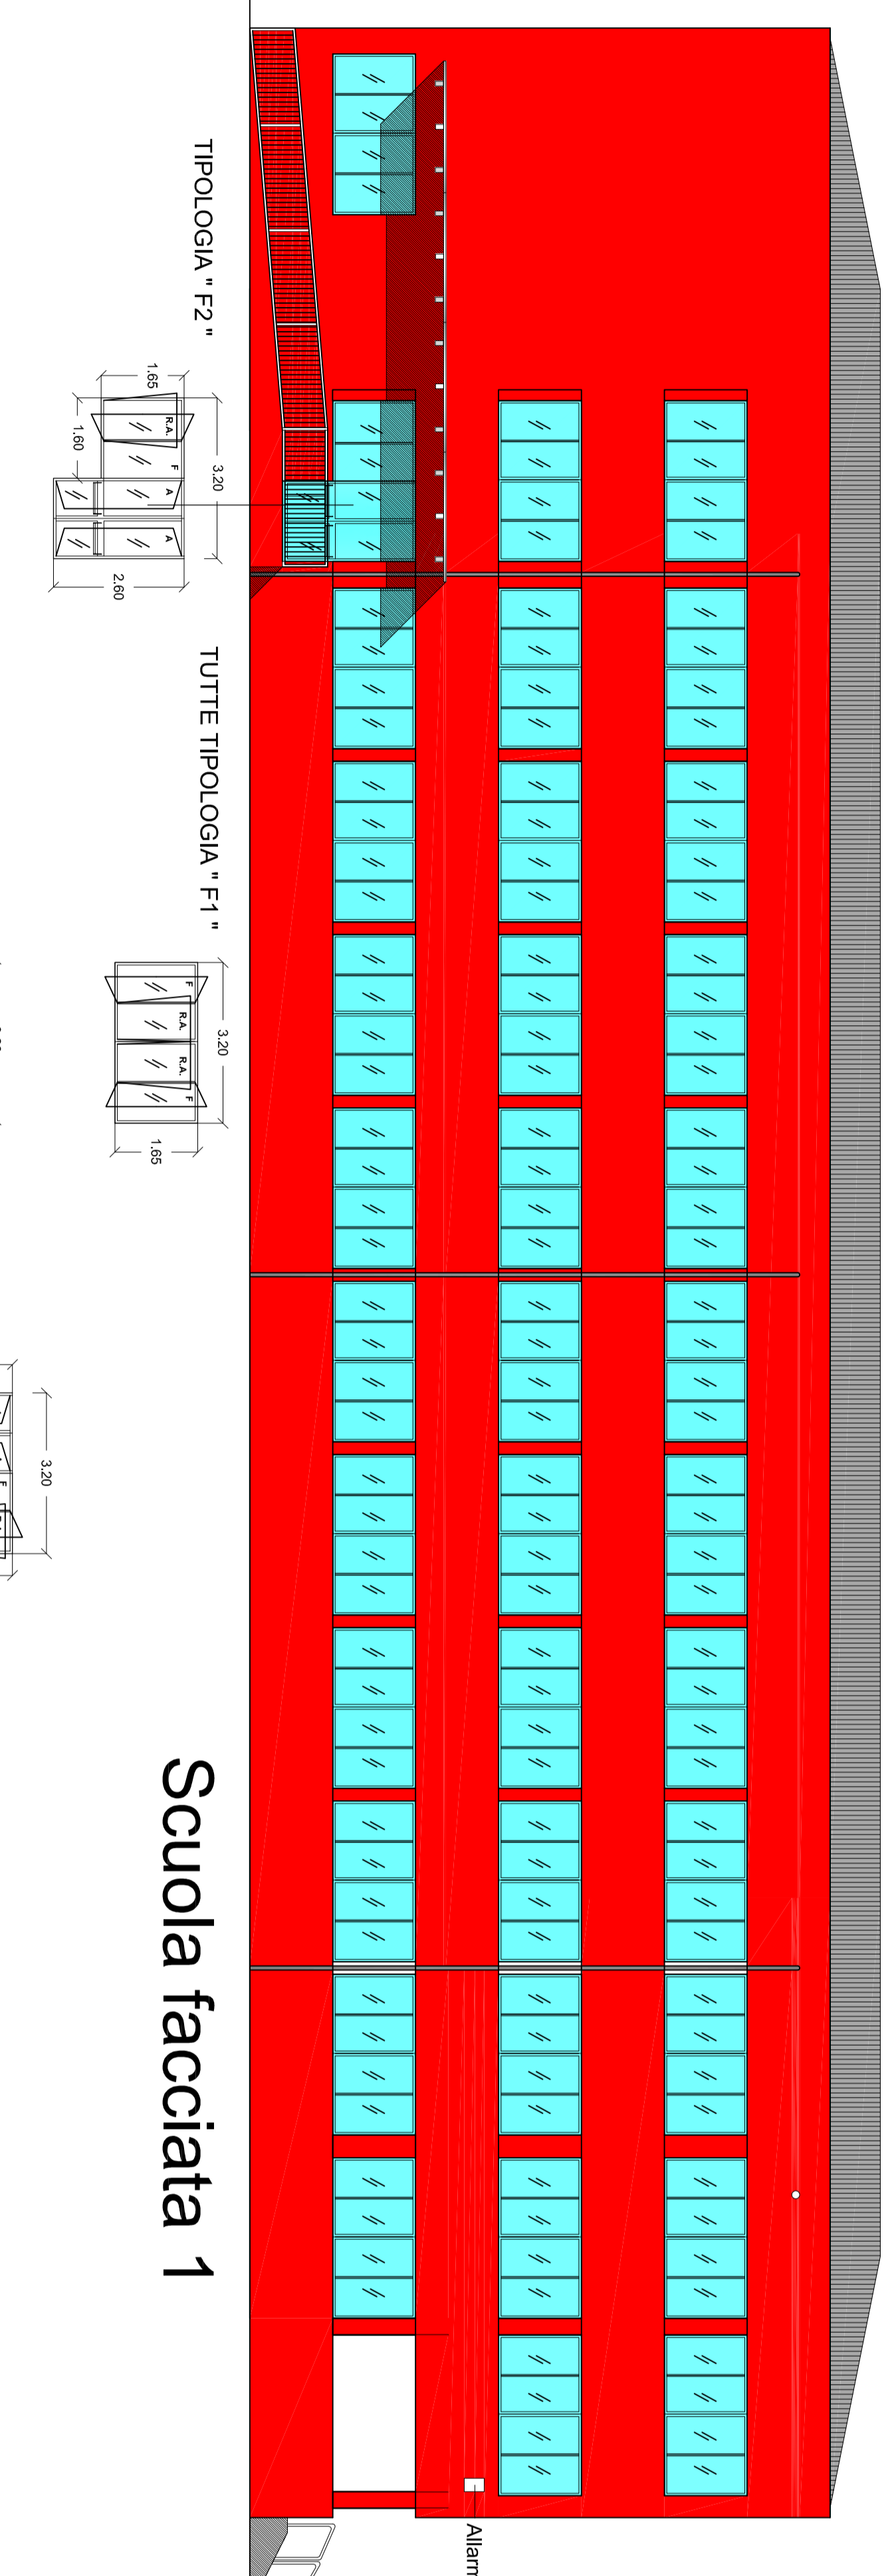 Allarm
TIPOLOGIA " F2 "
3.20
1.65
1.60
R.A.
F
A
A
2.60
TUTTE TIPOLOGIA " F1 "
3.20
F
R.A.
R.A.
F
1.65
Scuola facciata 1
3.20
F